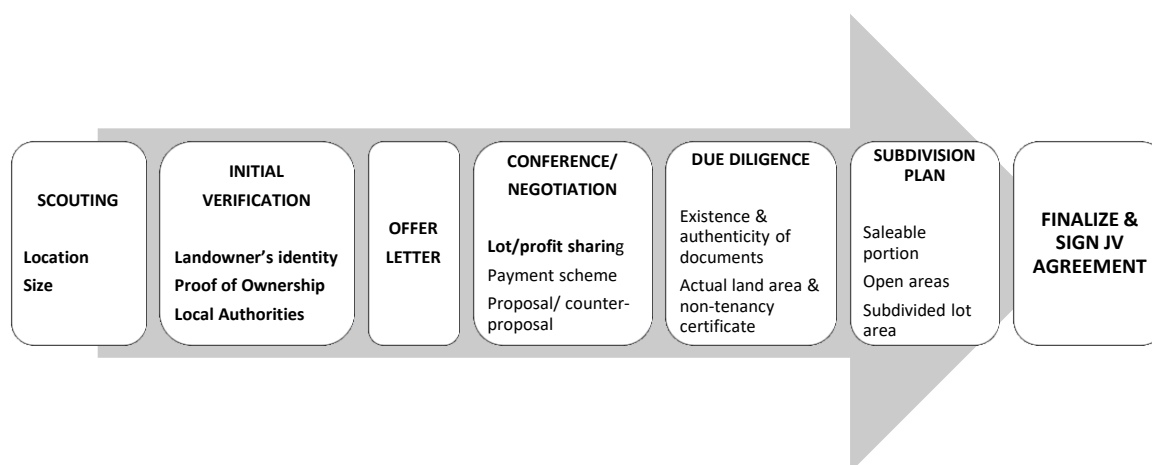 SCOUTING
Location
Size
INITIAL
VERIFICATION
Landowner's identity
Proof of Ownership
Local Authorities
OFFER
LETTER
CONFERENCE/
NEGOTIATION
Lot/profit sharing
Payment scheme
Proposal/ counter-
proposal
DUE DILIGENCE
Existence &
authenticity of
documents
Actual land area &
non-tenancy
certificate
SUBDIVISION
PLAN
Saleable
portion
Open areas
Subdivided lot
area
FINALIZE &
SIGN JV
AGREEMENT